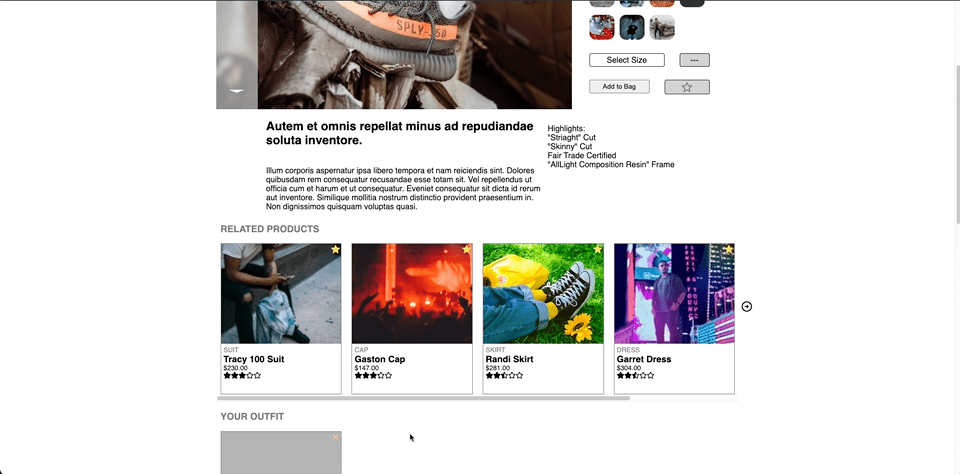 SPLY-350
Select Size
---
Add to Bag
Autem et omnis repellat minus ad repudiandae
soluta inventore.
Highlights:
"Striaght" Cut
"Skinny" Cut
Fair Trade Certified
"AllLight Composition Resin" Frame
Illum corporis aspernatur ipsa libero tempora et nam reiciendis sint. Dolores
quibusdam rem consequatur recusandae esse totam sit. Vel repellendus ut
officia cum et harum et ut consequatur. Eveniet consequatur sit dicta id rerum
aut inventore. Similique mollitia nostrum distinctio provident praesentium in.
Non dignissimos quisquam voluptas quasi.
RELATED PRODUCTS
SUIT
Tracy 100 Suit
$230.00
CAP
Gaston Cap
$147.00
SKIRT
Randi Skirt
$281.00
DRESS
Garret Dress
$304.00
YOUR OUTFIT